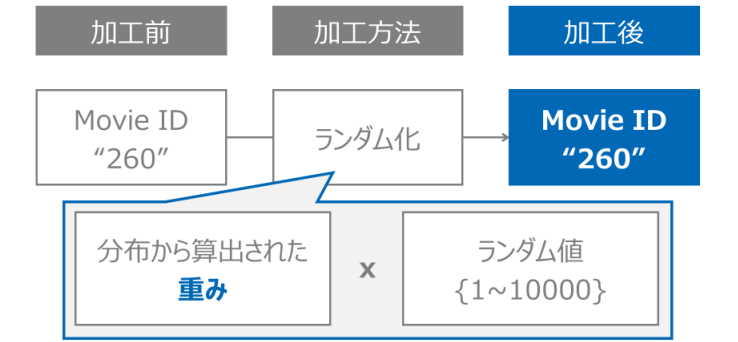 加工前
加工方法
加工後
Movie ID
“260”
ランダム化
Movie ID
“260”
分布から算出された
重み
x
ランダム値
{1~10000}